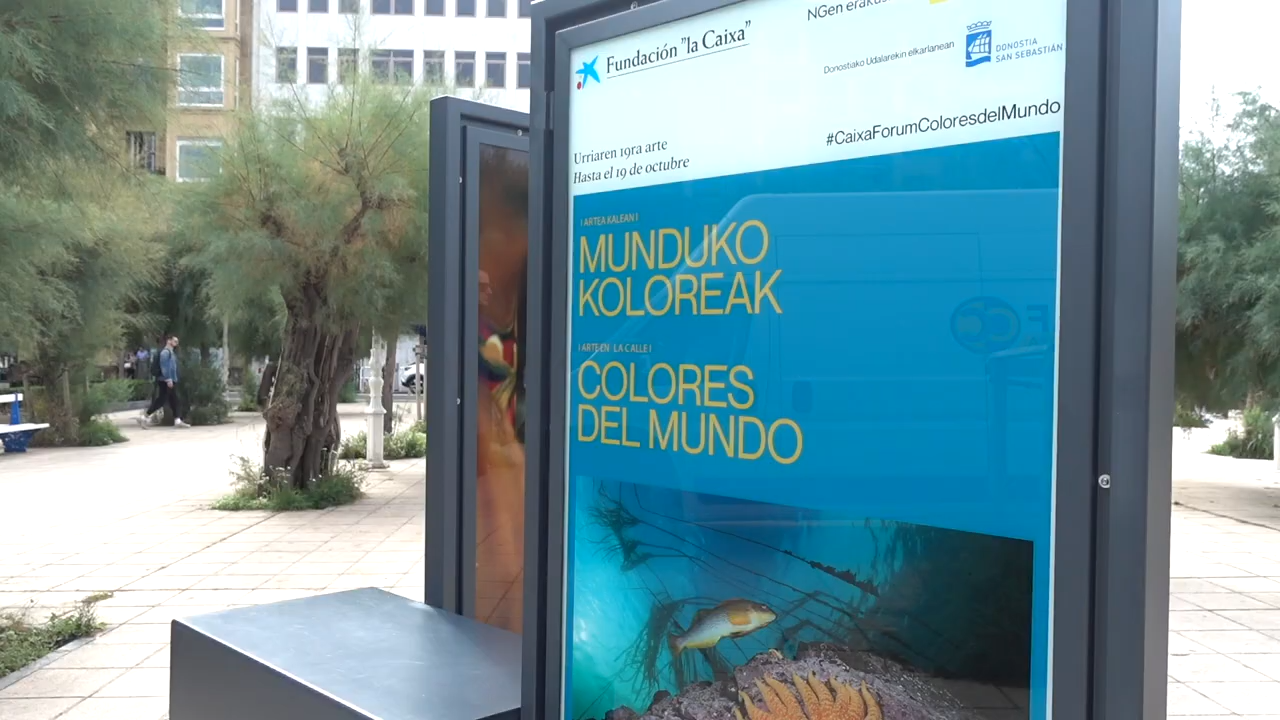 Fundación "la Caixa"
NGen
Donostiako Udalarekin elkarlanean
DONOSTIA
SAN SEBASTIÁN
#CaixaForumColoresdelMundo
Urriaren 19ra arte
Hasta el 19 de octubre
| ARTEA KALEAN |
MUNDUKO
KOLOREAK
| ARTE EN LA CALLE |
COLORES
DEL MUNDO